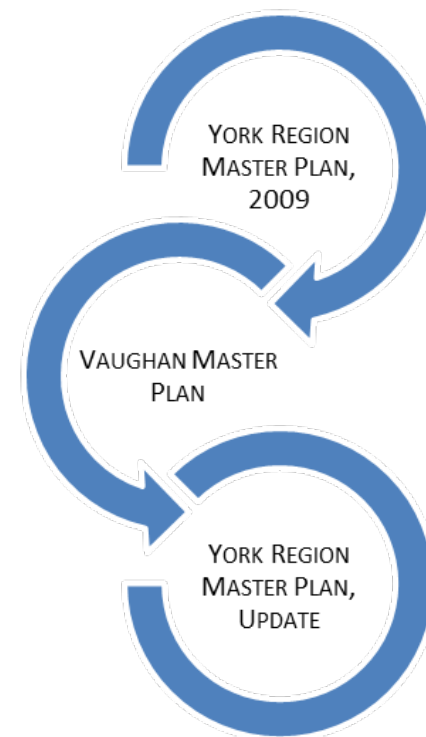 YORK REGION
MASTER PLAN,
2009
VAUGHAN MASTER
PLAN
YORK REGION
MASTER PLAN,
UPDATE